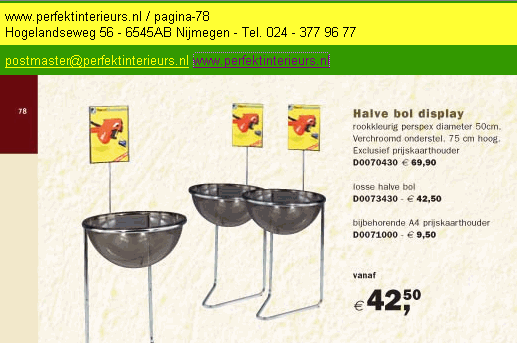 www.perfektinterieurs.nl / pagina-78
Hogelandseweg 56 - 6545AB Nijmegen - Tel. 024 - 377 96 77
postmaster@perfektinterieurs.nl www.perfektinterieurs.nl
78
Halve bol display
rookkleurig perspex diameter 50cm.
Verchroomd onderstel. 75 cm hoog.
Exclusief prijskaarthouder
D0070430 € 69,90
losse halve bol
D0073430 - € 42,50
bijbehorende A4 prijskaarthouder
D0071000 - € 9,50
vanaf
€ 42,50